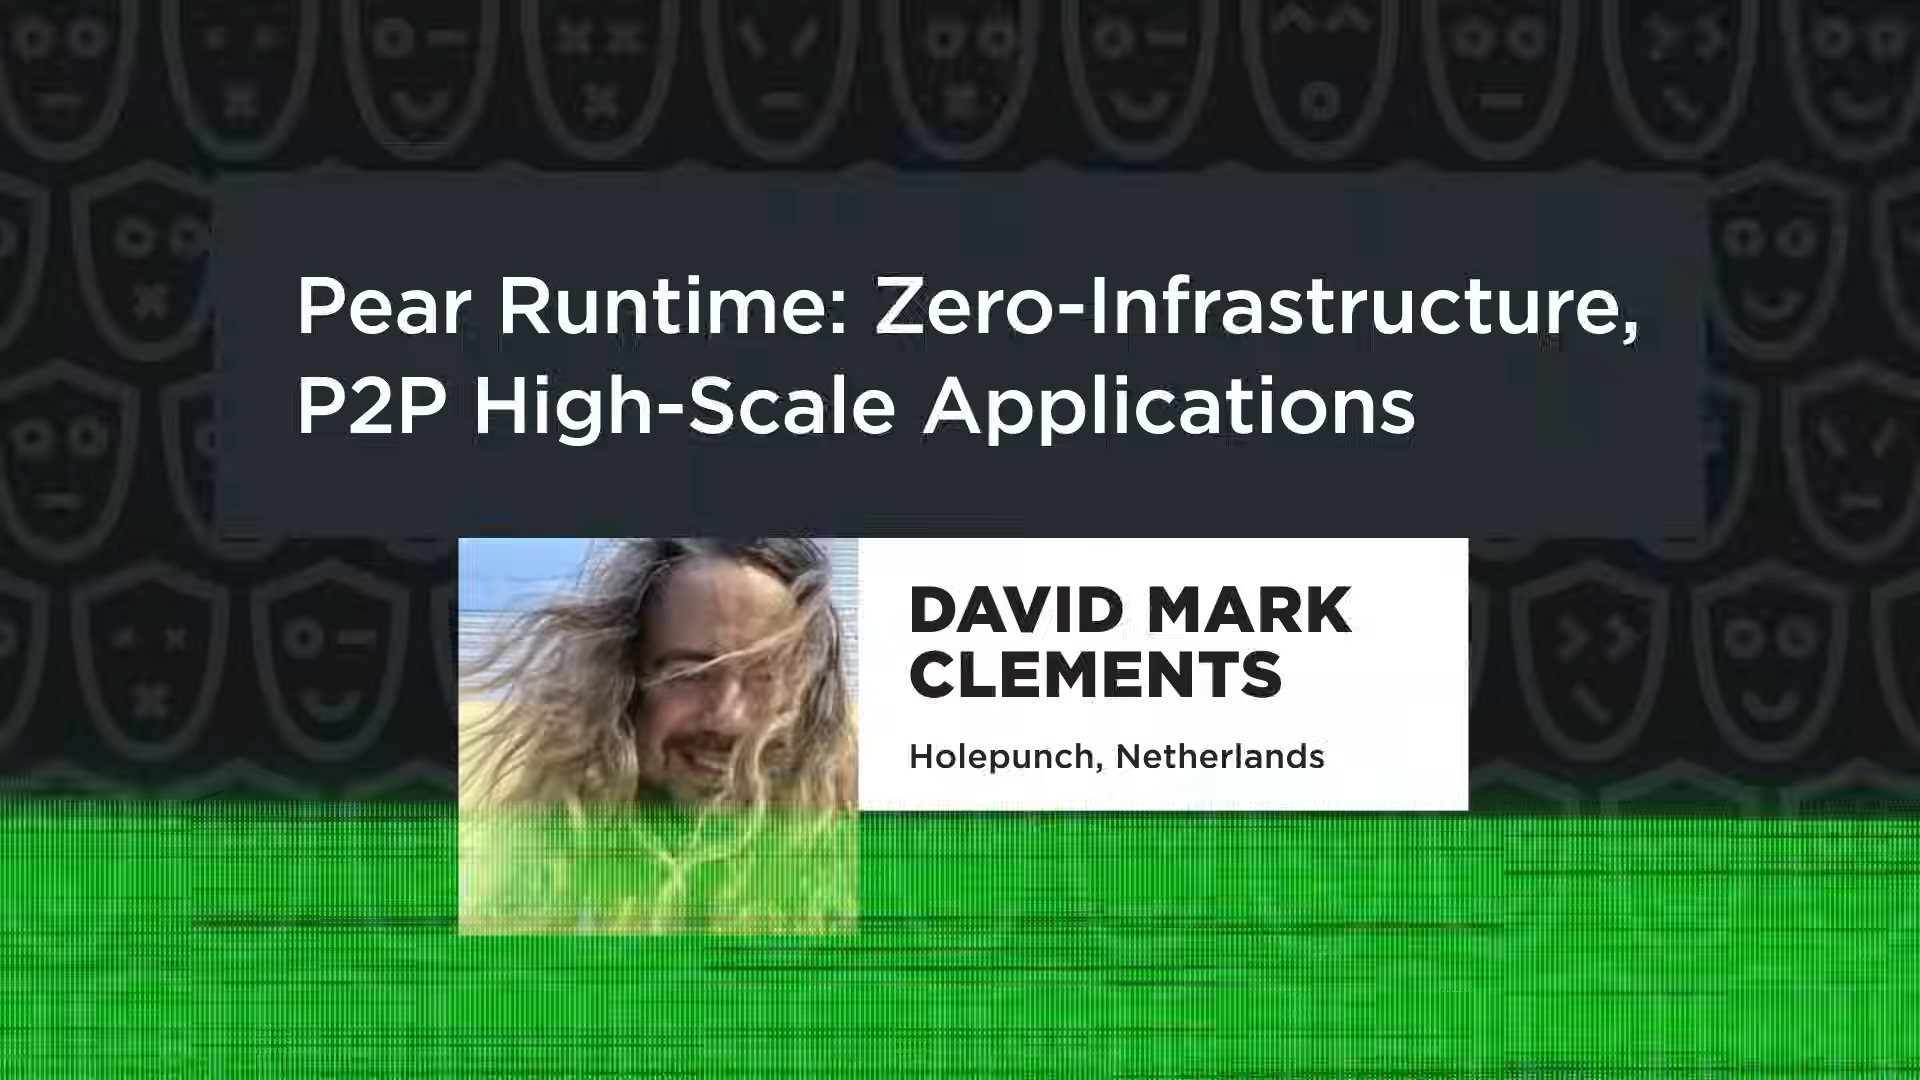 Pear Runtime: Zero-Infrastructure,
P2P High-Scale Applications
DAVID MARK
CLEMENTS
Holepunch, Netherlands